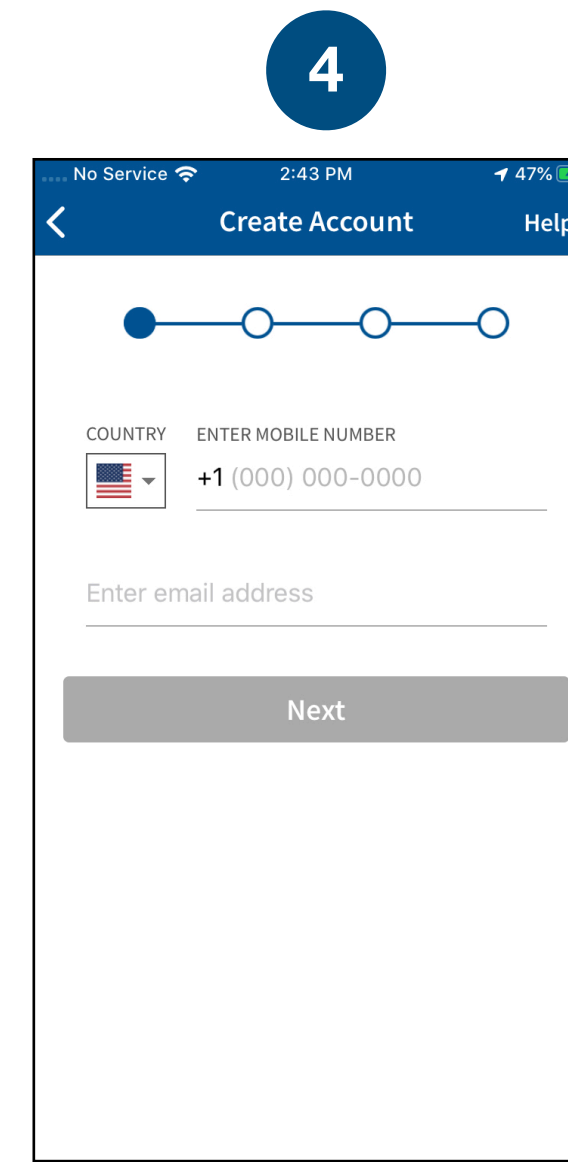 4
No Service 2:43 PM 47%
Create Account Help
COUNTRY ENTER MOBILE NUMBER
+1 (000) 000-0000
Enter email address
Next